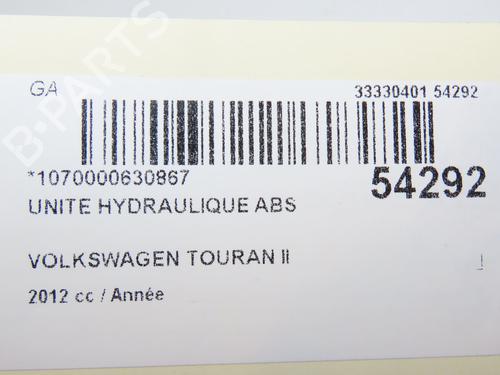 B-PARTS
GA
33330401 54292
*1070000630867
54292
UNITE HYDRAULIQUE ABS
VOLKSWAGEN TOURAN II
2012 cc / Année